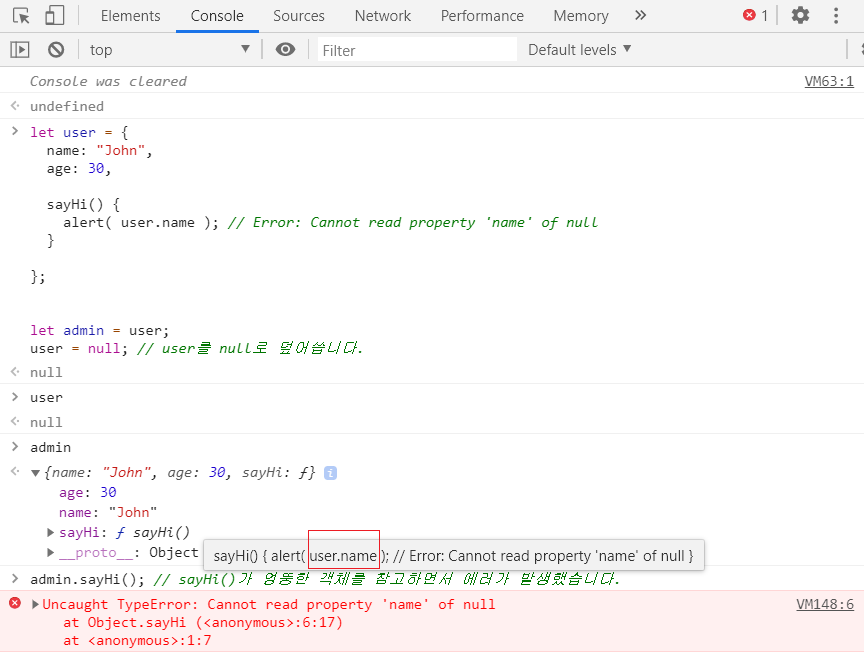 Elements Console Sources Network Performance Memory » 1
top ▼ Filter Default levels ▼
Console was cleared VM63:1
undefined
let user = {
name: "John",
age: 30,
sayHi() {
alert( user.name ); // Error: Cannot read property 'name' of null
}
};
let admin = user;
user = null; // user를 null로 덮어씁니다.
null
user
null
admin
▼{name: "John", age: 30, sayHi: ƒ} i
age: 30
name: "John"
▶sayHi: ƒ sayHi()
▶__proto__: Object
sayHi() { alert( user.name ); // Error: Cannot read property 'name' of null }
admin.sayHi(); // sayHi()가 엉뚱한 객체를 참고하면서 에러가 발생했습니다.
▶Uncaught TypeError: Cannot read property 'name' of null VM148:6
at Object.sayHi (<anonymous>:6:17)
at <anonymous>:1:7